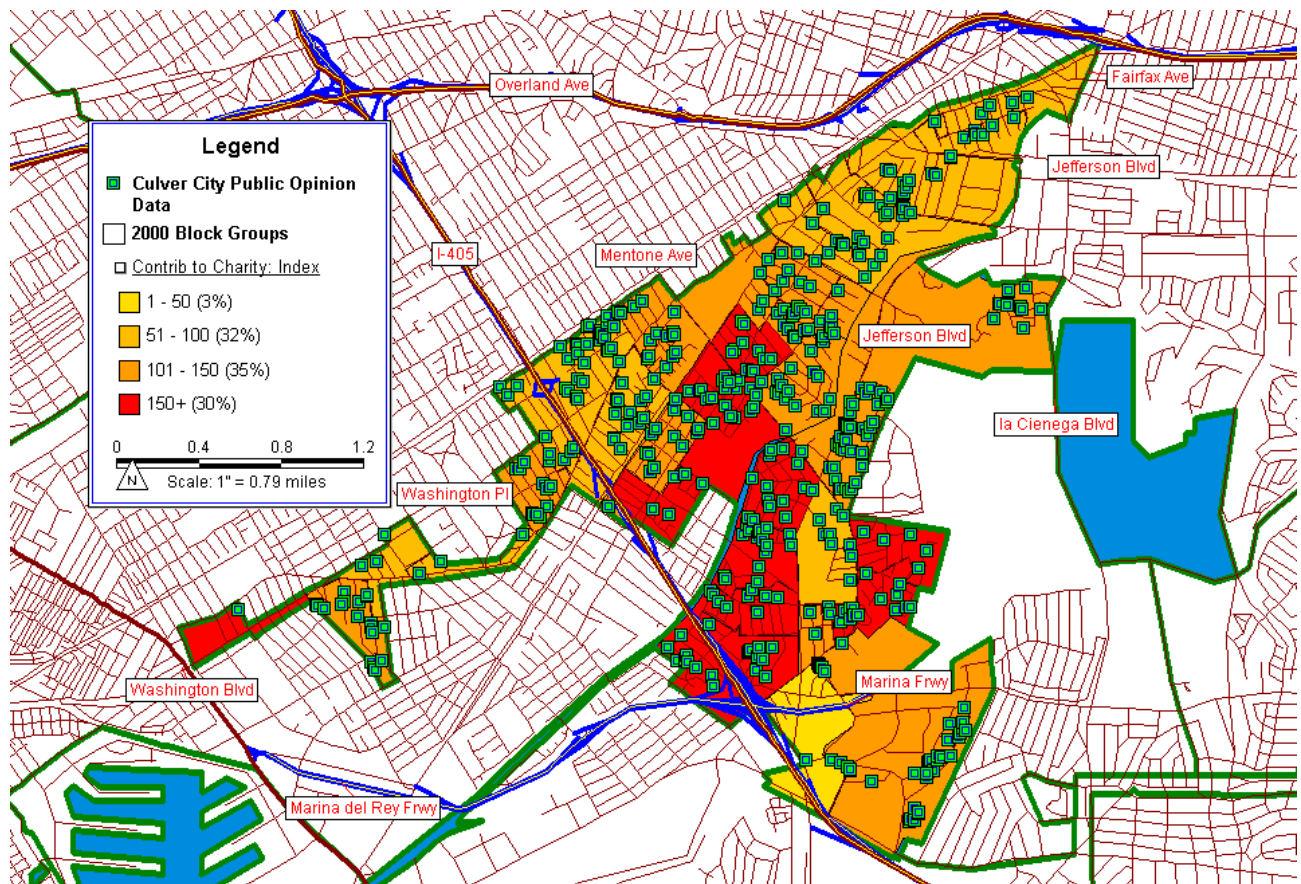 Overland Ave
Fairfax Ave
Legend
Culver City Public Opinion
Data
2000 Block Groups
Contrib to Charity: Index
1 - 50 (3%)
51 - 100 (32%)
101 - 150 (35%)
150+ (30%)
0 0.4 0.8 1.2
N
Scale: 1" = 0.79 miles
Jefferson Blvd
I-405
Mentone Ave
Jefferson Blvd
la Cienega Blvd
Washington Pl
Marina Frwy
Washington Blvd
Marina del Rey Frwy